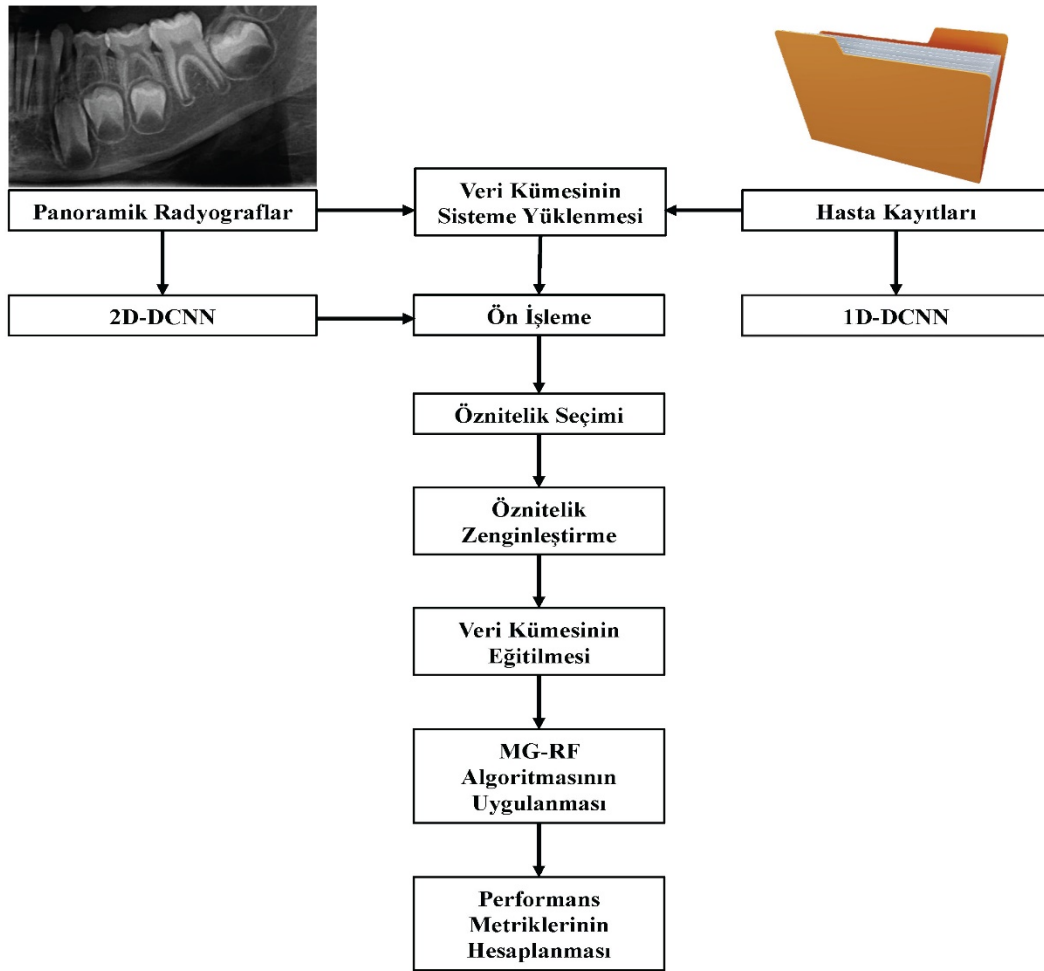 Panoramik Radyograflar
Veri Kümesinin
Sisteme Yüklenmesi
Hasta Kayıtları
2D-DCNN
Ön İşleme
1D-DCNN
Öznitelik Seçimi
Öznitelik
Zenginleştirme
Veri Kümesinin
Eğitilmesi
MG-RF
Algoritmasının
Uygulanması
Performans
Metriklerinin
Hesaplanması